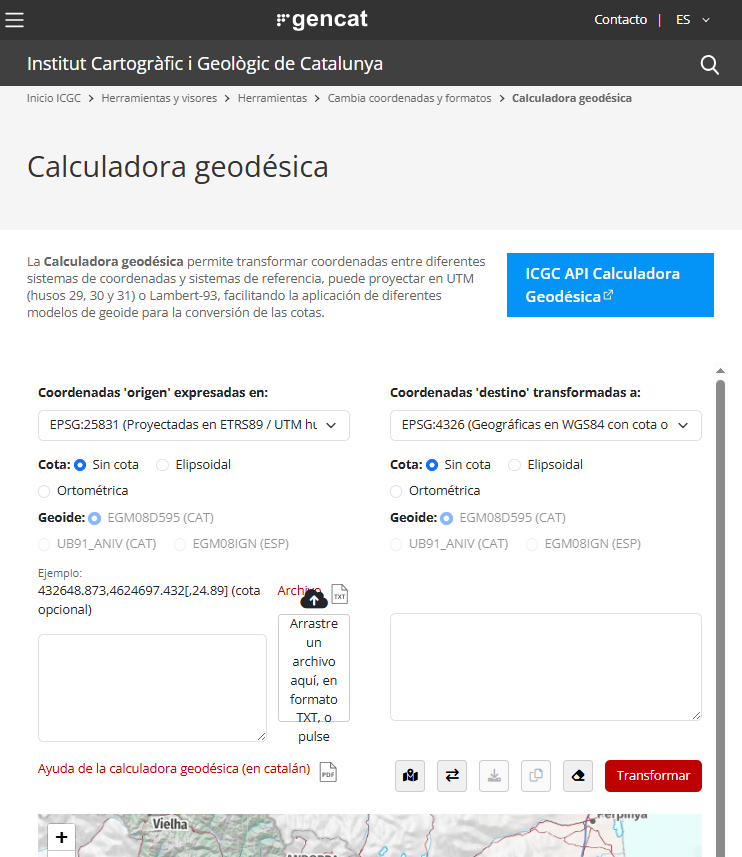 gencat
Contacto | ES
Institut Cartogràfic i Geològic de Catalunya
Inicio ICGC > Herramientas y visores > Herramientas > Cambia coordenadas y formatos > Calculadora geodésica
Calculadora geodésica
La Calculadora geodésica permite transformar coordenadas entre diferentes
sistemas de coordenadas y sistemas de referencia, puede proyectar en UTM
(husos 29, 30 y 31) o Lambert-93, facilitando la aplicación de diferentes
modelos de geoide para la conversión de las cotas.
ICGC API Calculadora
Geodésica
Coordenadas 'origen' expresadas en:
EPSG:25831 (Proyectadas en ETRS89 / UTM hu
Cota: Sin cota Elipsoidal
Ortométrica
Geoide: EGM08D595 (CAT)
UB91_ANIV (CAT) EGM08IGN (ESP)
Ejemplo:
432648.873,4624697.432[,24.89] (cota
opcional)
Archivo
TXT
Arrastre
un
archivo
aquí, en
formato
TXT, o
pulse
Ayuda de la calculadora geodésica (en catalán)
PDF
Coordenadas 'destino' transformadas a:
EPSG:4326 (Geográficas en WGS84 con cota o
Cota: Sin cota Elipsoidal
Ortométrica
Geoide: EGM08D595 (CAT)
UB91_ANIV (CAT) EGM08IGN (ESP)
Transformar
+
Vielha
ANDORRA
Perpinyà